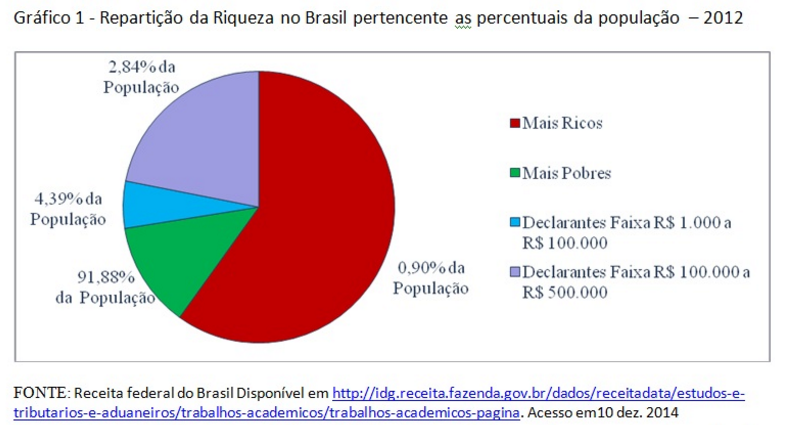 Gráfico 1 - Repartição da Riqueza no Brasil pertencente as percentuais da população – 2012
2,84% da
População
4,39% da
População
91,88%
da População
0,90% da
População
Mais Ricos
Mais Pobres
Declarantes Faixa R$ 1.000 a
R$ 100.000
Declarantes Faixa R$ 100.000 a
R$ 500.000
FONTE: Receita federal do Brasil Disponível em http://idg.receita.fazenda.gov.br/dados/receitadata/estudos-e-
tributarios-e-aduaneiros/trabalhos-academicos/trabalhos-academicos-pagina. Acesso em10 dez. 2014